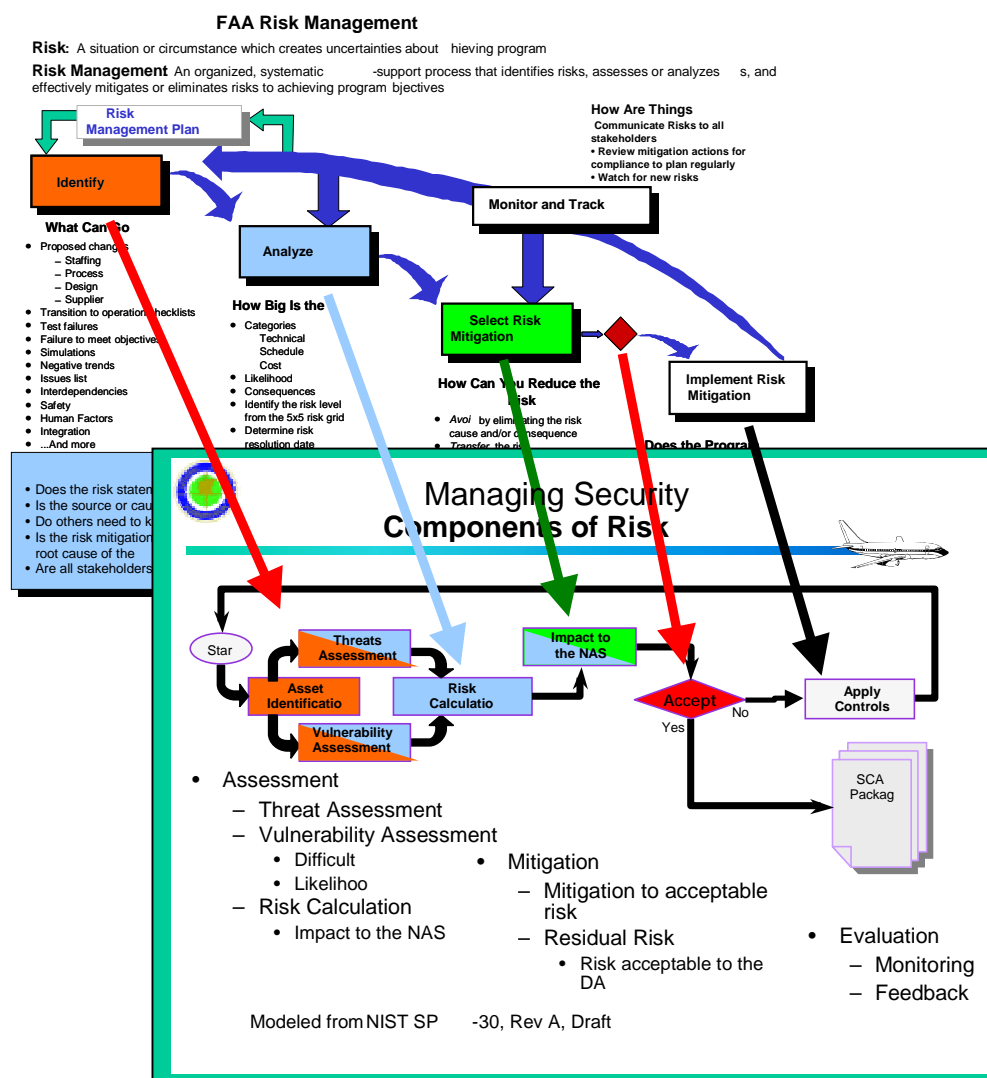 FAA Risk Management
Risk: A situation or circumstance which creates uncertainties about hieving program
Risk Management An organized, systematic -support process that identifies risks, assesses or analyzes s, and
effectively mitigates or eliminates risks to achieving program bjectives
Risk
Management Plan
How Are Things
Communicate Risks to all
stakeholders
• Review mitigation actions for
compliance to plan regularly
• Watch for new risks
Identify
Monitor and Track
What Can Go
• Proposed changes
– Staffing
– Process
– Design
– Supplier
• Transition to operation checklists
• Test failures
• Failure to meet objective
• Simulations
• Negative trends
• Issues list
• Interdependencies
• Safety
• Human Factors
• Integration
• ...And more
Analyze
How Big Is the
• Categories
Technical
Schedule
Cost
• Likelihood
• Consequences
• Identify the risk level
from the 5x5 risk grid
• Determine risk
resolution date
Select Risk
Mitigation
How Can You Reduce the
Risk
• Avoi by eliminating the risk
cause and/or consequence
• Transfer the risk
Implement Risk
Mitigation
Does the Program
• Does the risk staten
• Is the source or cau
• Do others need to k
• Is the risk mitigation
root cause of the
• Are all stakeholders
Managing Security
Components of Risk
Star
Threats
Assessment
Asset
Identificatio
Vulnerability
Assessment
Risk
Calculatio
Impact to
the NAS
Accept
No
Yes
Apply
Controls
SCA
Packag
• Assessment
– Threat Assessment
– Vulnerability Assessment
• Difficult
• Likelihoo
– Risk Calculation
• Impact to the NAS
• Mitigation
– Mitigation to acceptable
risk
– Residual Risk
• Risk acceptable to the
DA
• Evaluation
– Monitoring
– Feedback
Modeled from NIST SP -30, Rev A, Draft